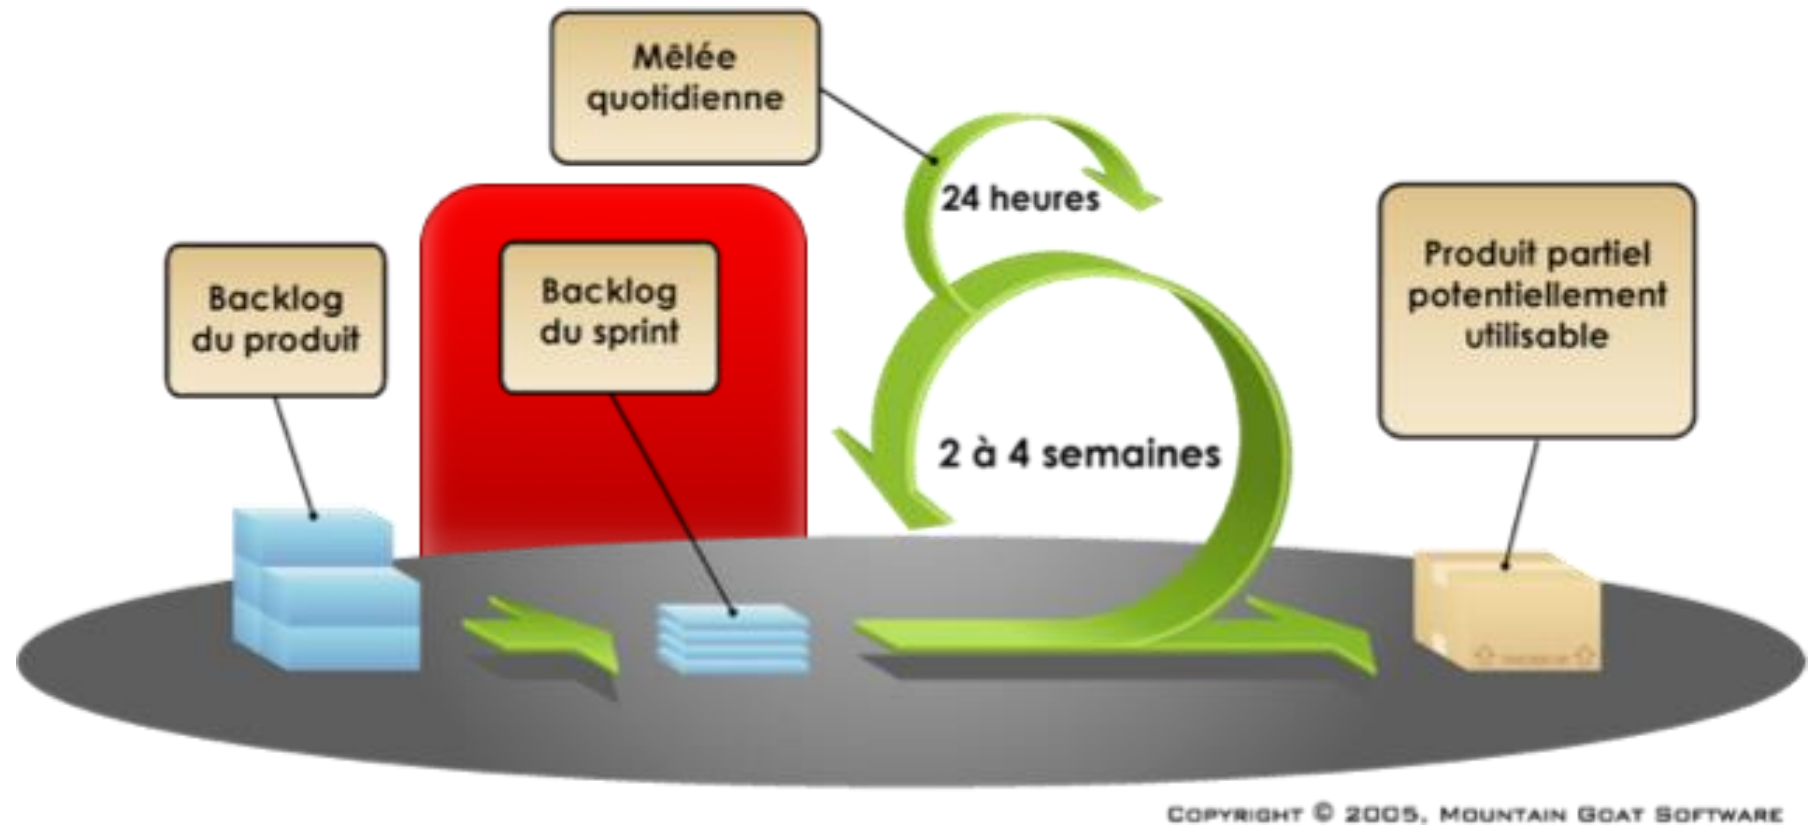 Mêlée
quotidienne
24 heures
Backlog
du produit
Backlog
du sprint
Produit partiel
potentiellement
utilisable
2 à 4 semaines
COPYRIGHT © 2005, MOUNTAIN GOAT SOFTWARE